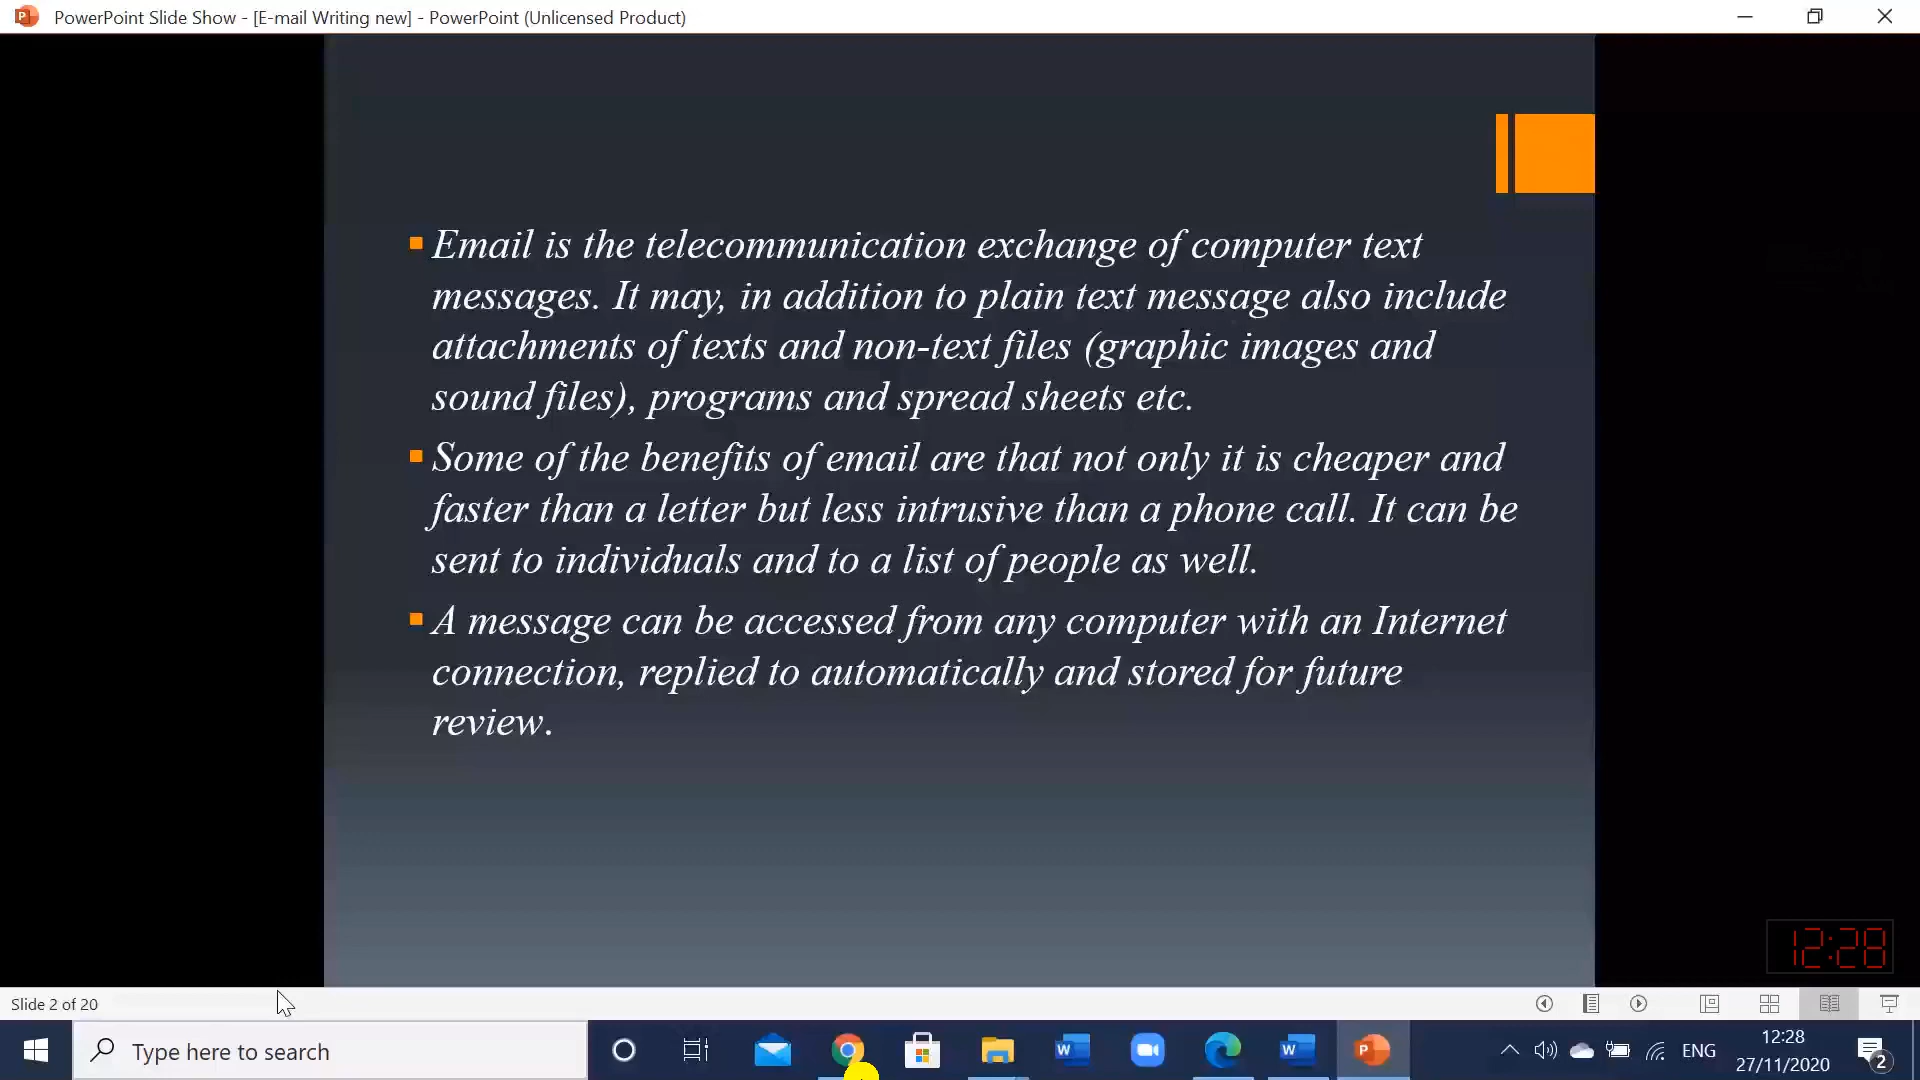 PowerPoint Slide Show - [E-mail Writing new] - PowerPoint (Unlicensed Product)
Email is the telecommunication exchange of computer text
messages. It may, in addition to plain text message also include
attachments of texts and non-text files (graphic images and
sound files), programs and spread sheets etc.
Some of the benefits of email are that not only it is cheaper and
faster than a letter but less intrusive than a phone call. It can be
sent to individuals and to a list of people as well.
A message can be accessed from any computer with an Internet
connection, replied to automatically and stored for future
review.
12:28
Slide 2 of 20
Type here to search
ENG
12:28
27/11/2020
2